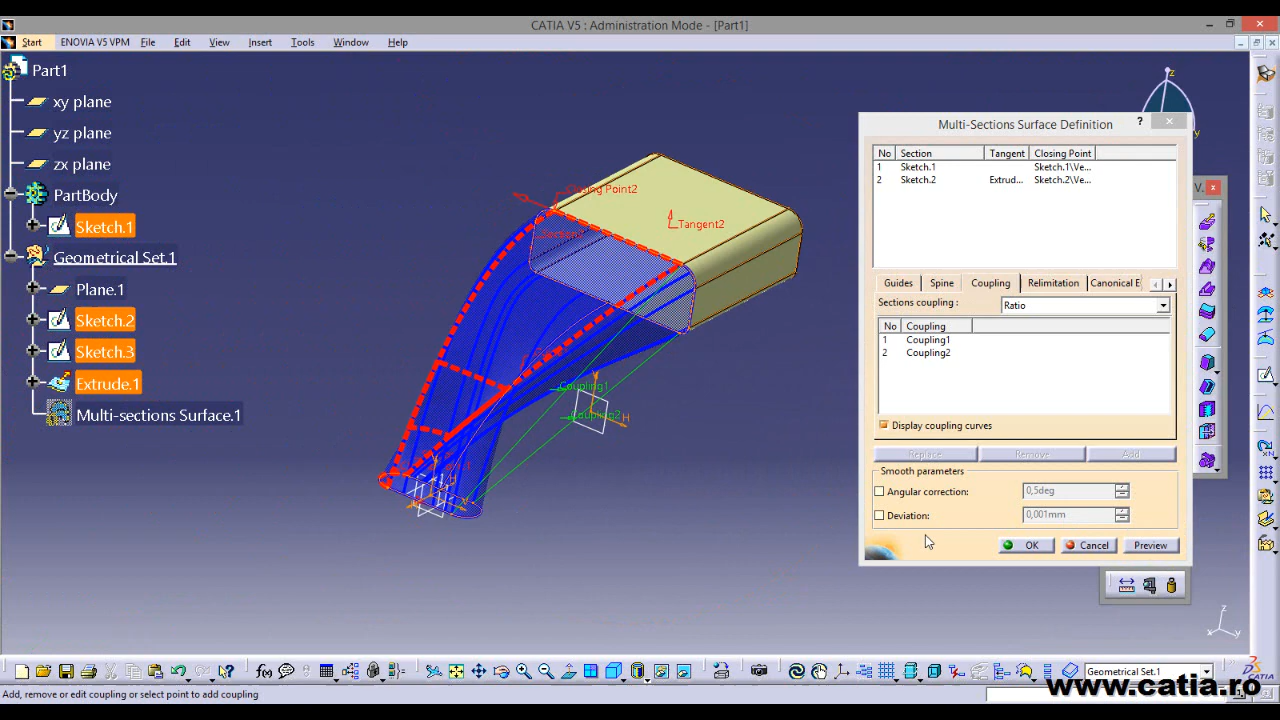 CATIA V5 : Administration Mode - [Part1]
Start ENOVIA V5 VPM File Edit View Insert Tools Window Help
Part1
xy plane
yz plane
zx plane
PartBody
Sketch.1
Geometrical Set.1
Plane.1
Sketch.2
Sketch.3
Extrude.1
Multi-sections Surface.1
Closing Point2
Tangent2
Coupling1
Coupling2
H
z
y
Multi-Sections Surface Definition ? 
No Section Tangent Closing Point
1 Sketch.1 Sketch.1\Ve...
2 Sketch.2 Extrud... Sketch.2\Ve...
Guides Spine Coupling Relimitation Canonical E
Sections coupling : Ratio
No Coupling
1 Coupling1
2 Coupling2
Display coupling curves
Replace Remove Add
Smooth parameters
Angular correction: 0,5deg
Deviation: 0,001mm
OK Cancel Preview
V.
z
x y
f(x)
Geometrical Set.1
Add, remove or edit coupling or select point to add coupling
CATIA
www.catia.ro